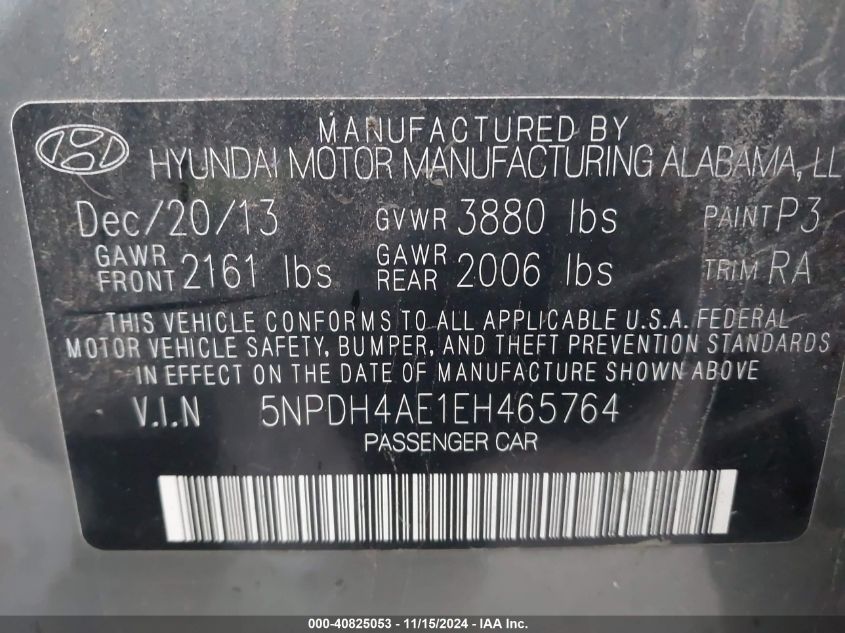 MANUFACTURED BY
HYUNDAI MOTOR MANUFACTURING ALABAMA, LL
Dec/20/13 GVWR 3880 lbs PAINT P3
GAWR FRONT 2161 lbs GAWR REAR 2006 lbs TRIM RA
THIS VEHICLE CONFORMS TO ALL APPLICABLE U.S.A. FEDERAL
MOTOR VEHICLE SAFETY, BUMPER, AND THEFT PREVENTION STANDARDS
IN EFFECT ON THE DATE OF MANUFACTURE SHOWN ABOVE
V.I.N 5NPDH4AE1EH465764
PASSENGER CAR
000-40825053 - 11/15/2024 - IAA Inc.